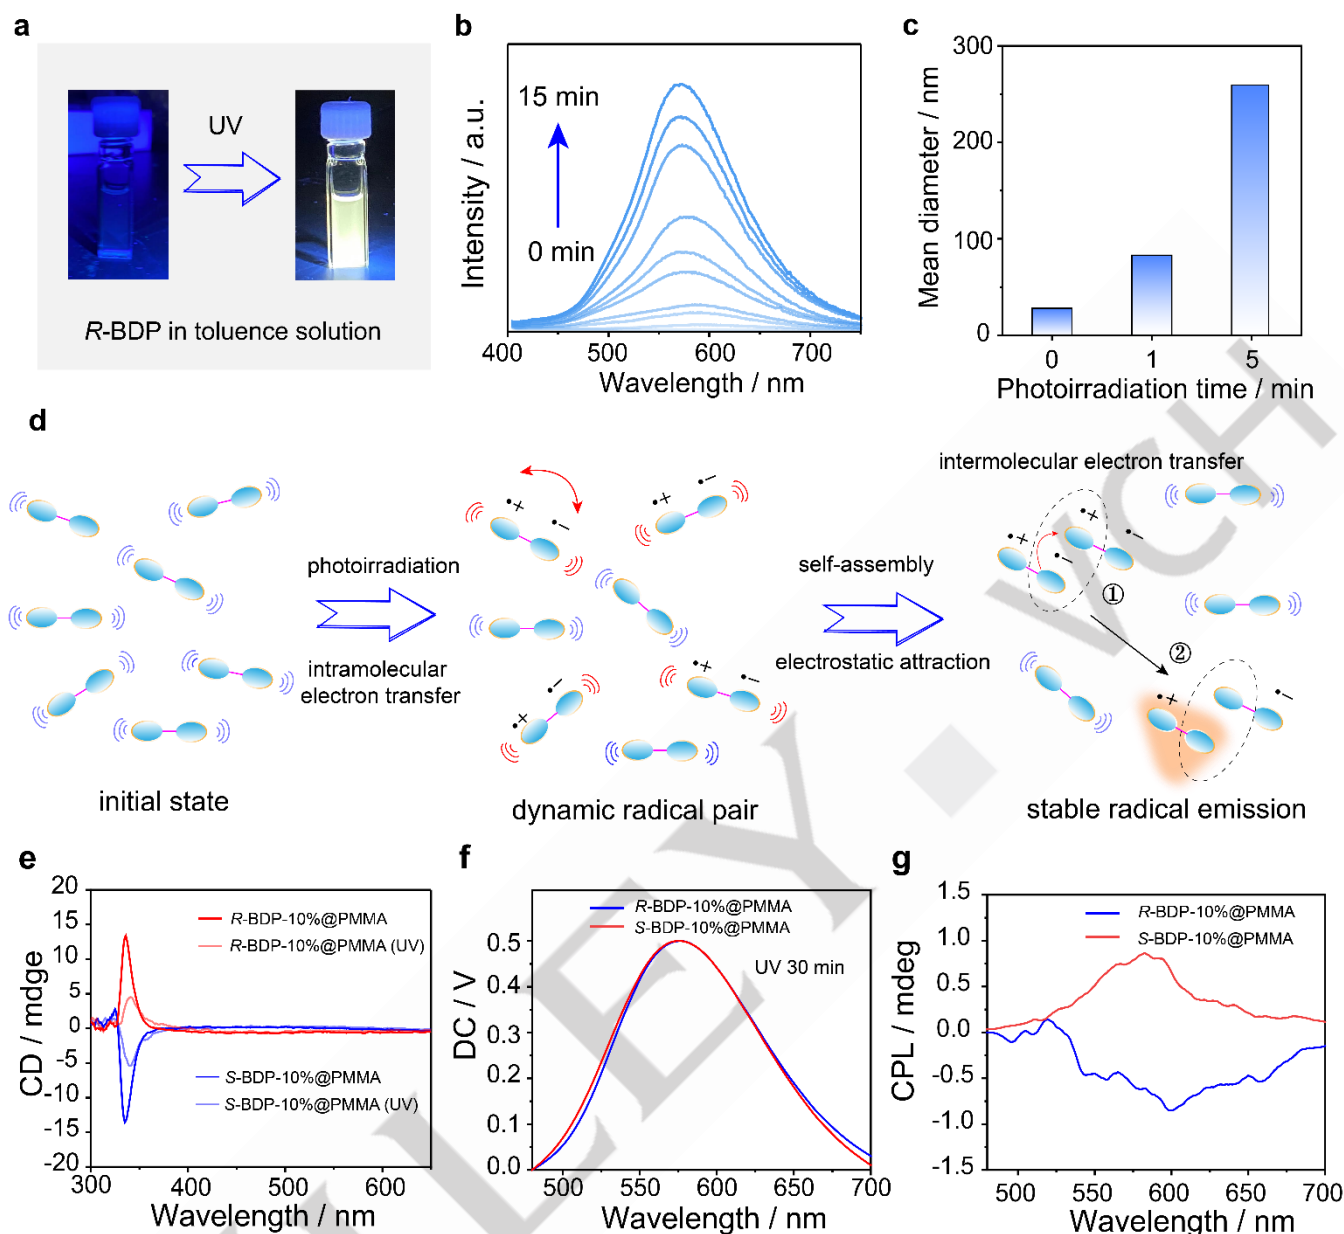 a
UV
R-BDP in toluence solution
b
15 min
0 min
Intensity / a.u.
400 500 600 700
Wavelength / nm
c
300
200
100
0
Mean diameter / nm
0 1 5
Photoirradiation time / min
d
photoirradiation
intramolecular
electron transfer
self-assembly
electrostatic attraction
intermolecular electron transfer
•+ •−
•+ •−
•+ •−
•− •+
•+ •+
•− •−
①
②
•+ •−
initial state
dynamic radical pair
stable radical emission
e
20
15
10
5
0
-5
-10
-15
-20
CD / mdge
R-BDP-10%@PMMA
R-BDP-10%@PMMA (UV)
S-BDP-10%@PMMA
S-BDP-10%@PMMA (UV)
300 400 500 600
Wavelength / nm
f
R-BDP-10%@PMMA
S-BDP-10%@PMMA
UV 30 min
0.5
0.4
0.3
0.2
0.1
0.0
DC / V
500 550 600 650 700
Wavelength / nm
g
1.5
1.0
0.5
0.0
-0.5
-1.0
-1.5
CPL / mdeg
R-BDP-10%@PMMA
S-BDP-10%@PMMA
500 550 600 650 700
Wavelength / nm
WILEY · VCH